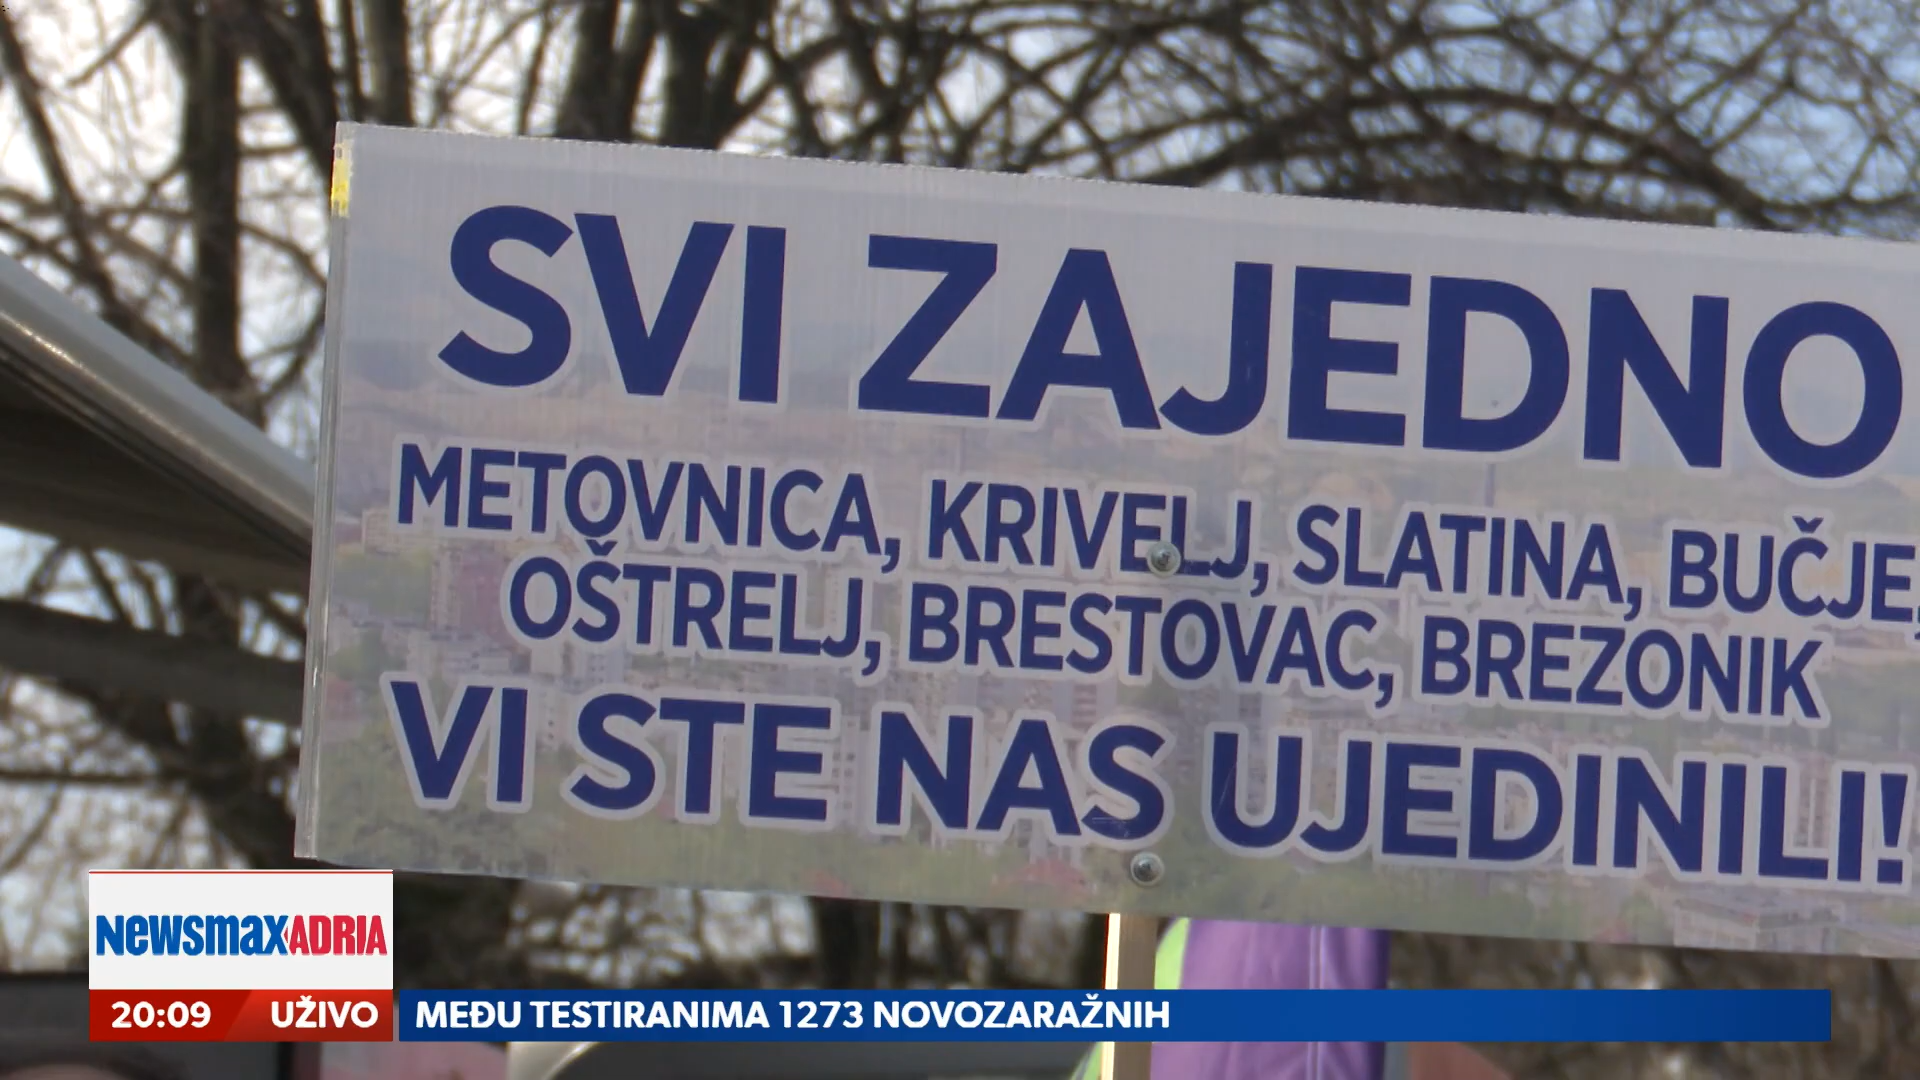 SVI ZAJEDNO
METOVNICA, KRIVELJ, SLATINA, BUČJE,
OŠTRELJ, BRESTOVAC, BREZONIK
VI STE NAS UJEDINILI!
NEWSMAX ADRIA
20:09 UŽIVO MEĐU TESTIRANIMA 1273 NOVOZARAŽNIH